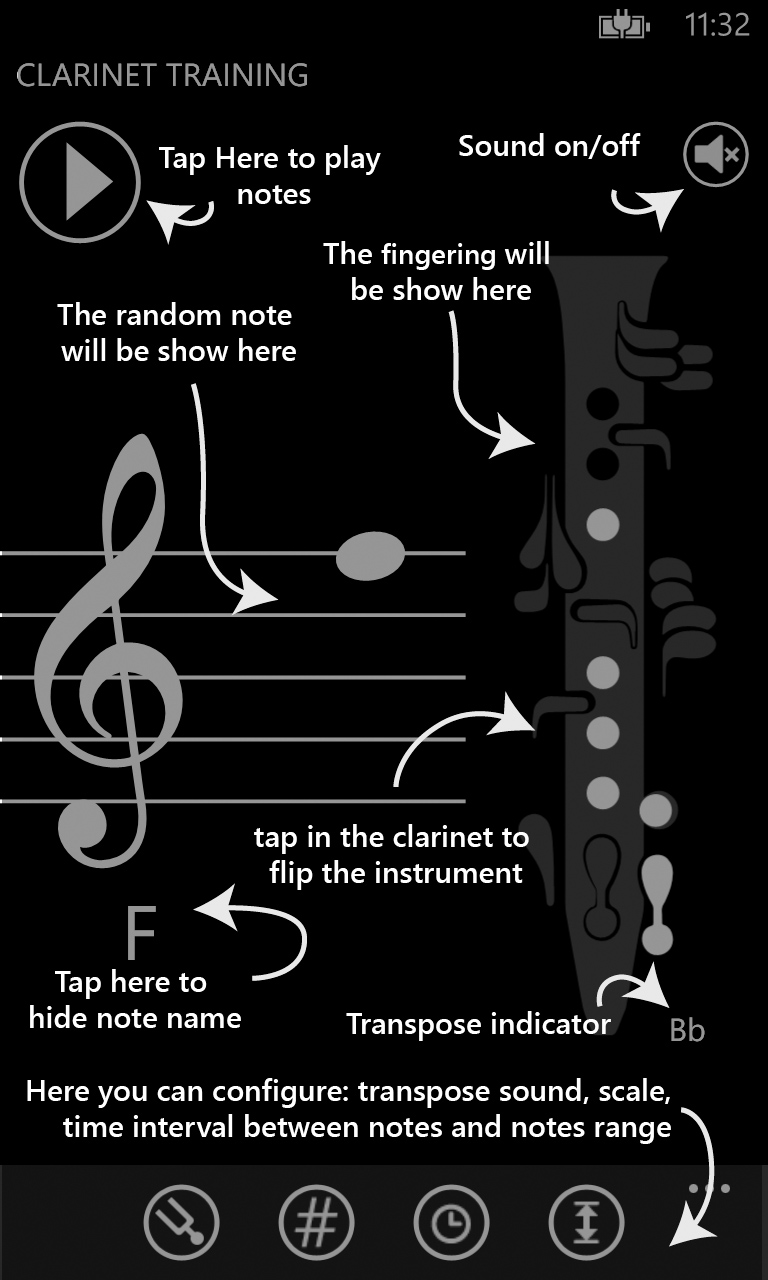 11:32
CLARINET TRAINING
Tap Here to play
notes
Sound on/off
The fingering will
be show here
The random note
will be show here
tap in the clarinet to
flip the instrument
F
Tap here to
hide note name
Transpose indicator
Bb
Here you can configure: transpose sound, scale,
time interval between notes and notes range
#